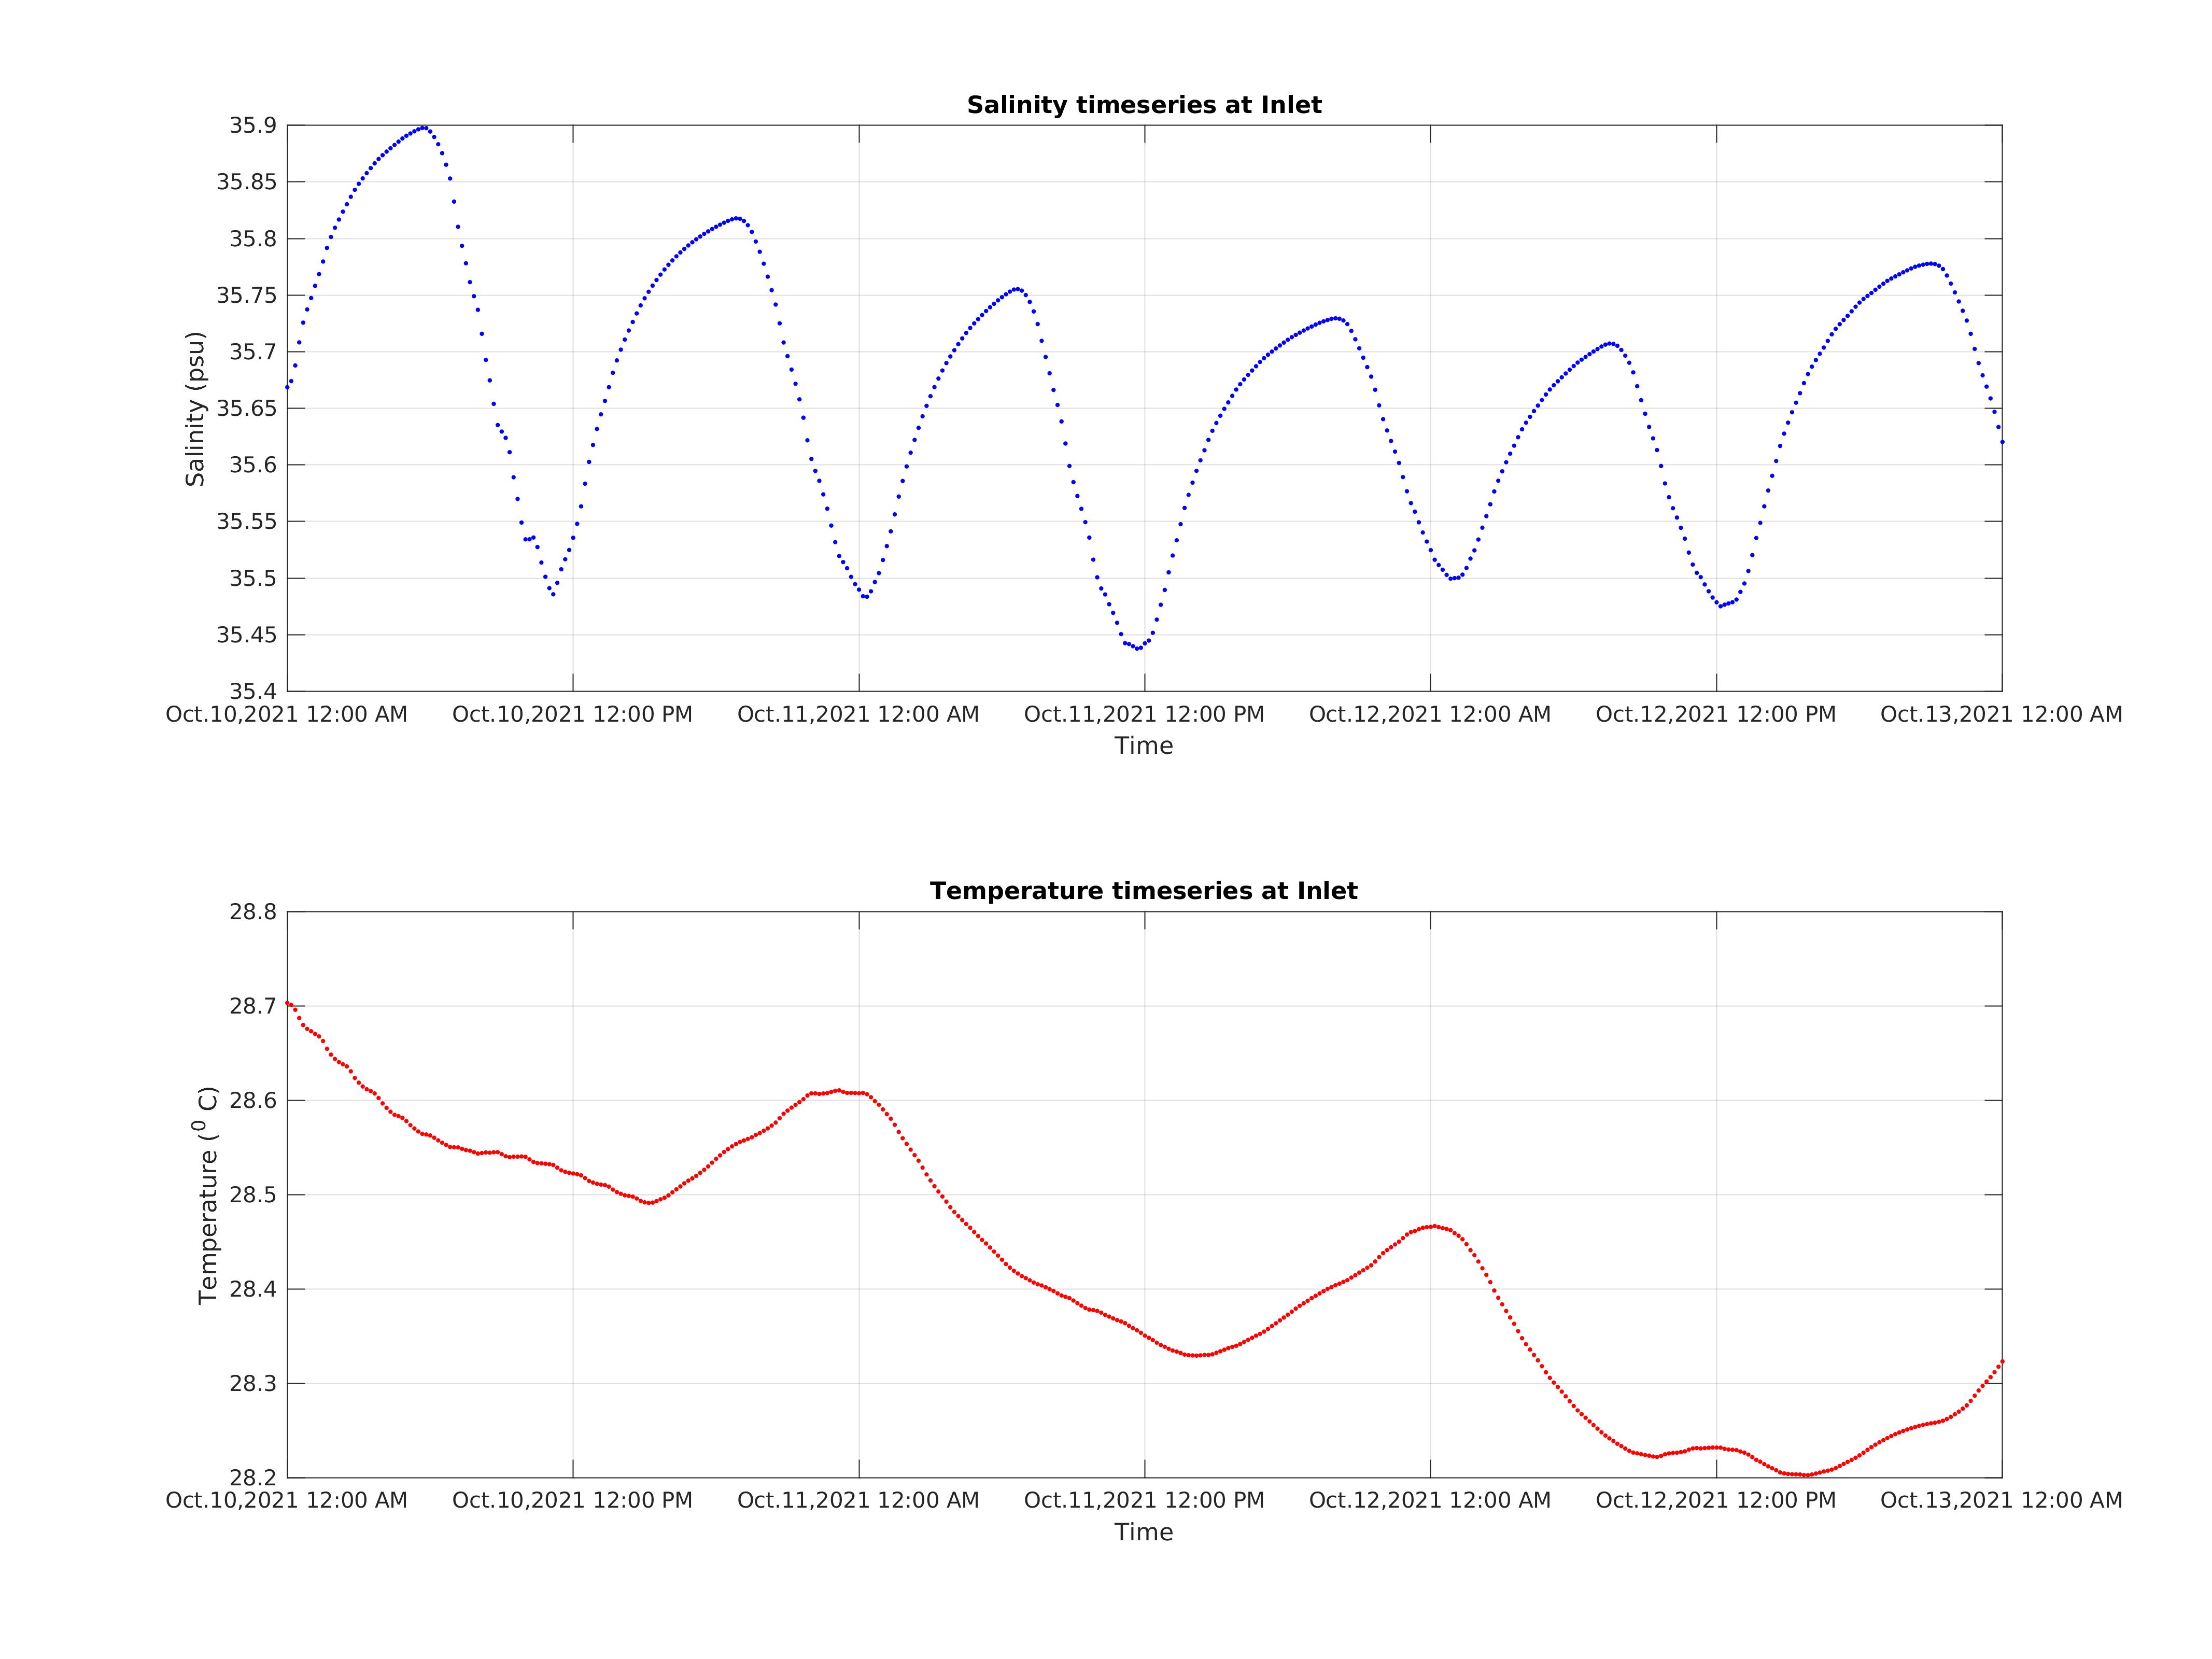 Salinity timeseries at Inlet
35.9
35.85
35.8
35.75
35.7
35.65
35.6
35.55
35.5
35.45
35.4
Salinity (psu)
Oct.10,2021 12:00 AM Oct.10,2021 12:00 PM Oct.11,2021 12:00 AM Oct.11,2021 12:00 PM Oct.12,2021 12:00 AM Oct.12,2021 12:00 PM Oct.13,2021 12:00 AM
Time
Temperature timeseries at Inlet
28.8
28.7
28.6
28.5
28.4
28.3
28.2
Temperature (⁰ C)
Oct.10,2021 12:00 AM Oct.10,2021 12:00 PM Oct.11,2021 12:00 AM Oct.11,2021 12:00 PM Oct.12,2021 12:00 AM Oct.12,2021 12:00 PM Oct.13,2021 12:00 AM
Time